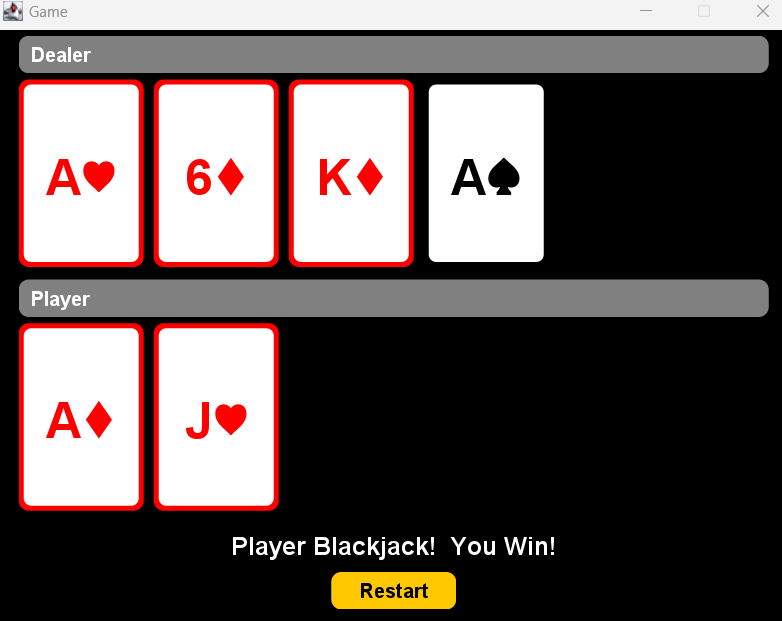 Game
Dealer
A♥ 6♦ K♦ A♠
Player
A♦ J♥
Player Blackjack!  You Win!
Restart